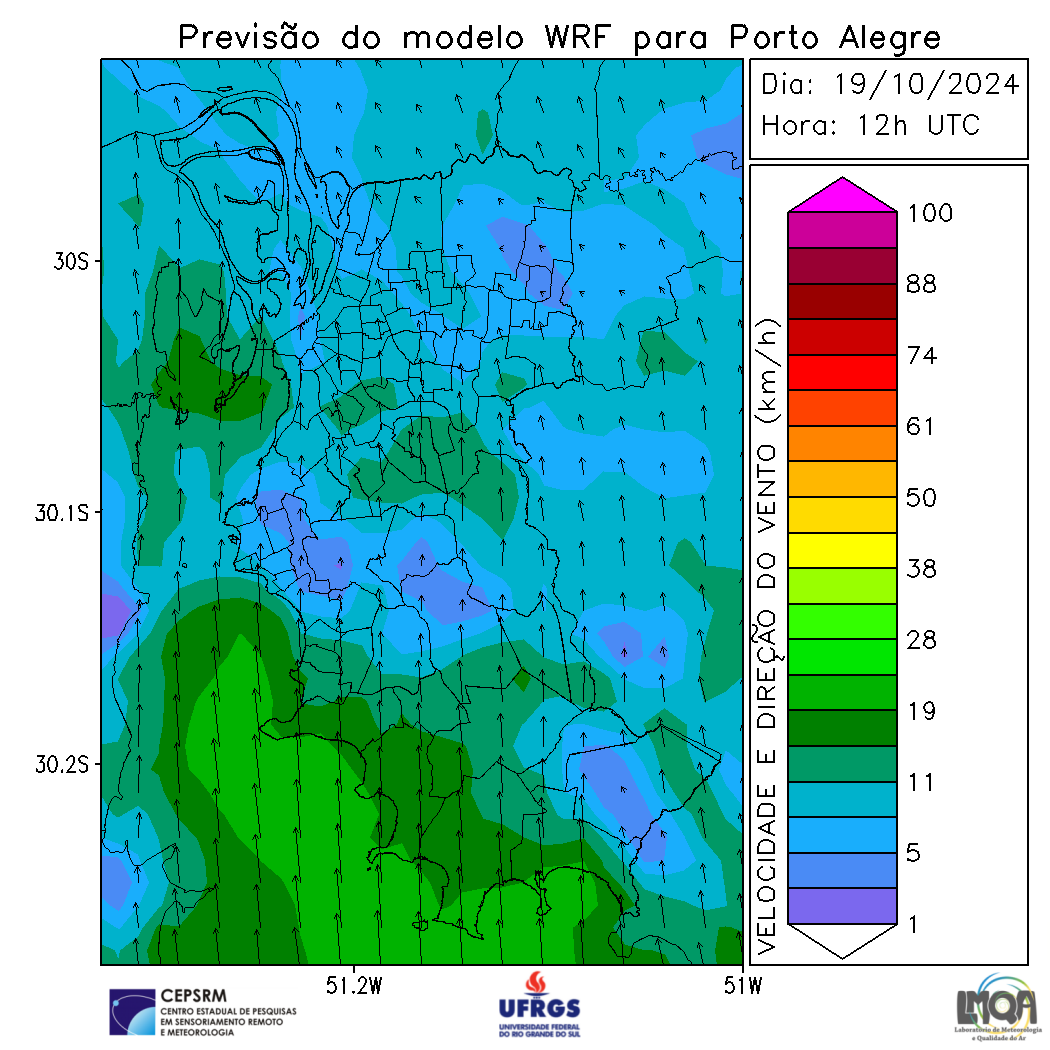 Previsão do modelo WRF para Porto Alegre
Dia: 19/10/2024
Hora: 12h UTC
30S
30.1S
30.2S
51.2W
51W
VELOCIDADE E DIREÇÃO DO VENTO (km/h)
100
88
74
61
50
38
28
19
11
5
1
CEPSRM
CENTRO ESTADUAL DE PESQUISAS
EM SENSORIAMENTO REMOTO
E METEOROLOGIA
UFRGS
UNIVERSIDADE FEDERAL
DO RIO GRANDE DO SUL
LMQA
Laboratório de Meteorologia
e Qualidade do Ar